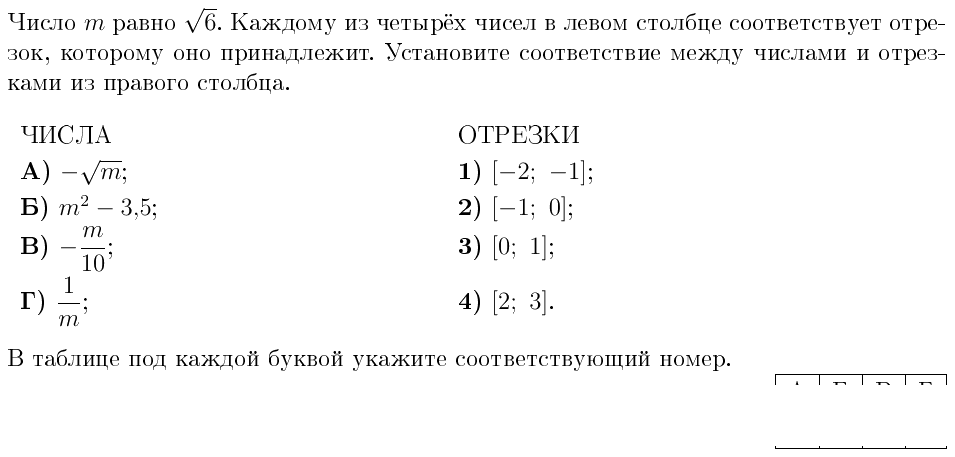 Число m равно √6. Каждому из четырёх чисел в левом столбце соответствует отре-
зок, которому оно принадлежит. Установите соответствие между числами и отрез-
ками из правого столбца.
ЧИСЛА ОТРЕЗКИ
А) −√m; 1) [−2; −1];
Б) m² − 3,5; 2) [−1; 0];
В) −m/10; 3) [0; 1];
Г) 1/m; 4) [2; 3].
В таблице под каждой буквой укажите соответствующий номер.